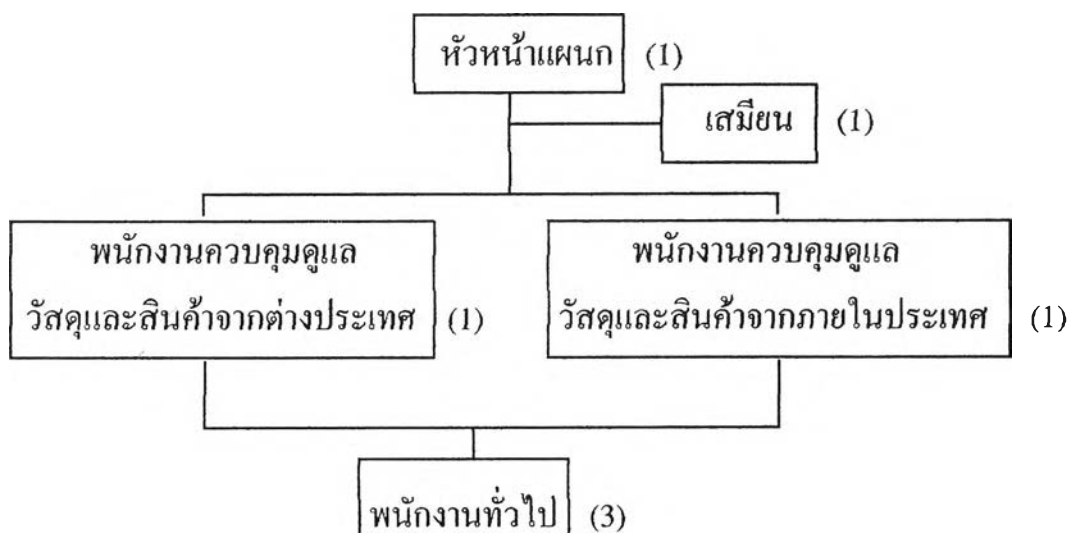 หัวหน้าแผนก (1)
เสมียน (1)
พนักงานควบคุมดูแล
วัสดุและสินค้าจากต่างประเทศ (1)
พนักงานควบคุมดูแล
วัสดุและสินค้าจากภายในประเทศ (1)
พนักงานทั่วไป (3)